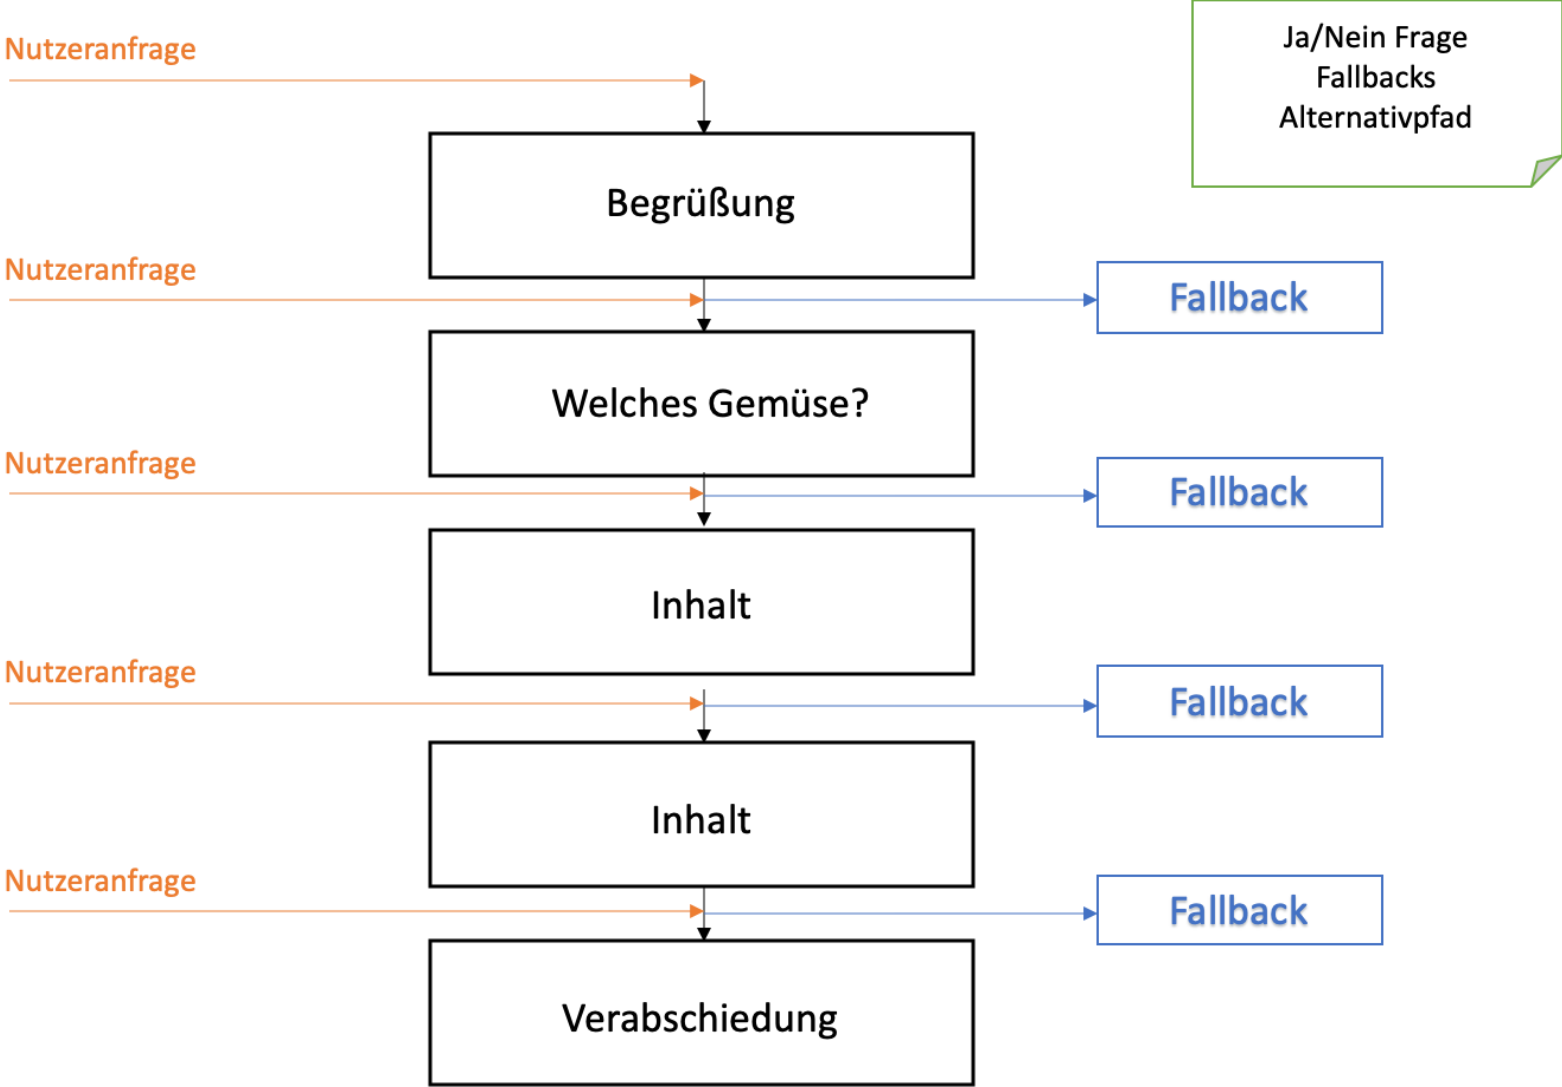 Nutzeranfrage
Ja/Nein Frage
Fallbacks
Alternativpfad
Begrüßung
Nutzeranfrage
Fallback
Welches Gemüse?
Nutzeranfrage
Fallback
Inhalt
Nutzeranfrage
Fallback
Inhalt
Nutzeranfrage
Fallback
Verabschiedung